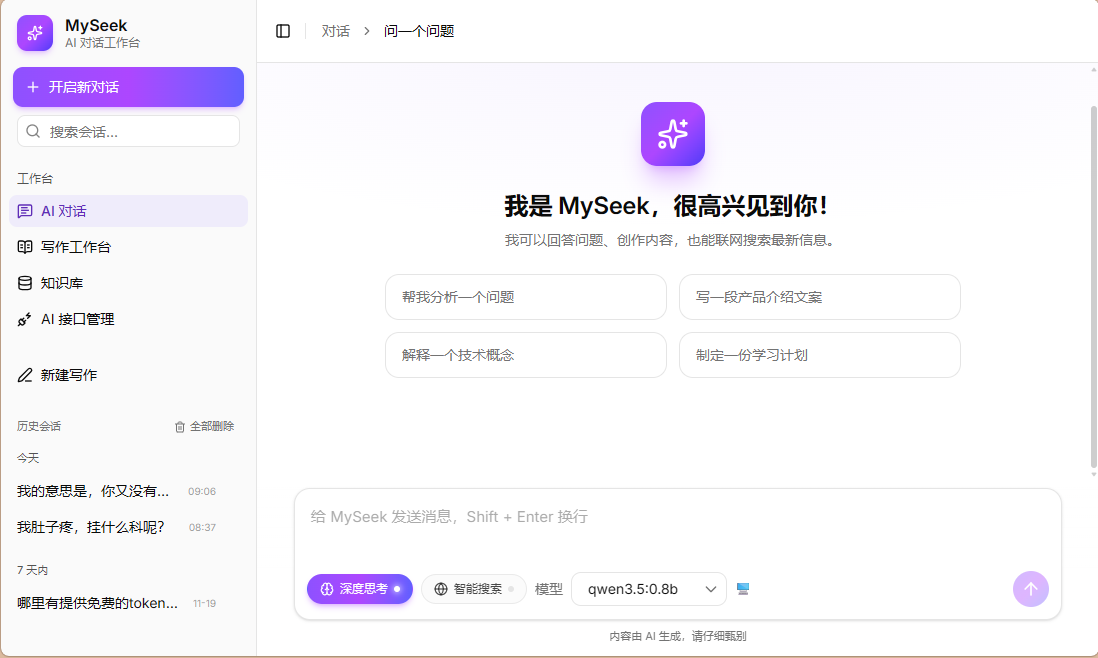 MySeek
AI 对话工作台
开启新对话
搜索会话...
工作台
AI 对话
写作工作台
知识库
AI 接口管理
新建写作
历史会话 全部删除
今天
我的意思是，你又没有... 09:06
我肚子疼，挂什么科呢？ 08:37
7 天内
哪里有提供免费的token... 11-19
对话 > 问一个问题
我是 MySeek，很高兴见到你！
我可以回答问题、创作内容，也能联网搜索最新信息。
帮我分析一个问题 写一段产品介绍文案
解释一个技术概念 制定一份学习计划
给 MySeek 发送消息，Shift + Enter 换行
深度思考 智能搜索 模型 qwen3.5:0.8b
内容由 AI 生成，请仔细甄别